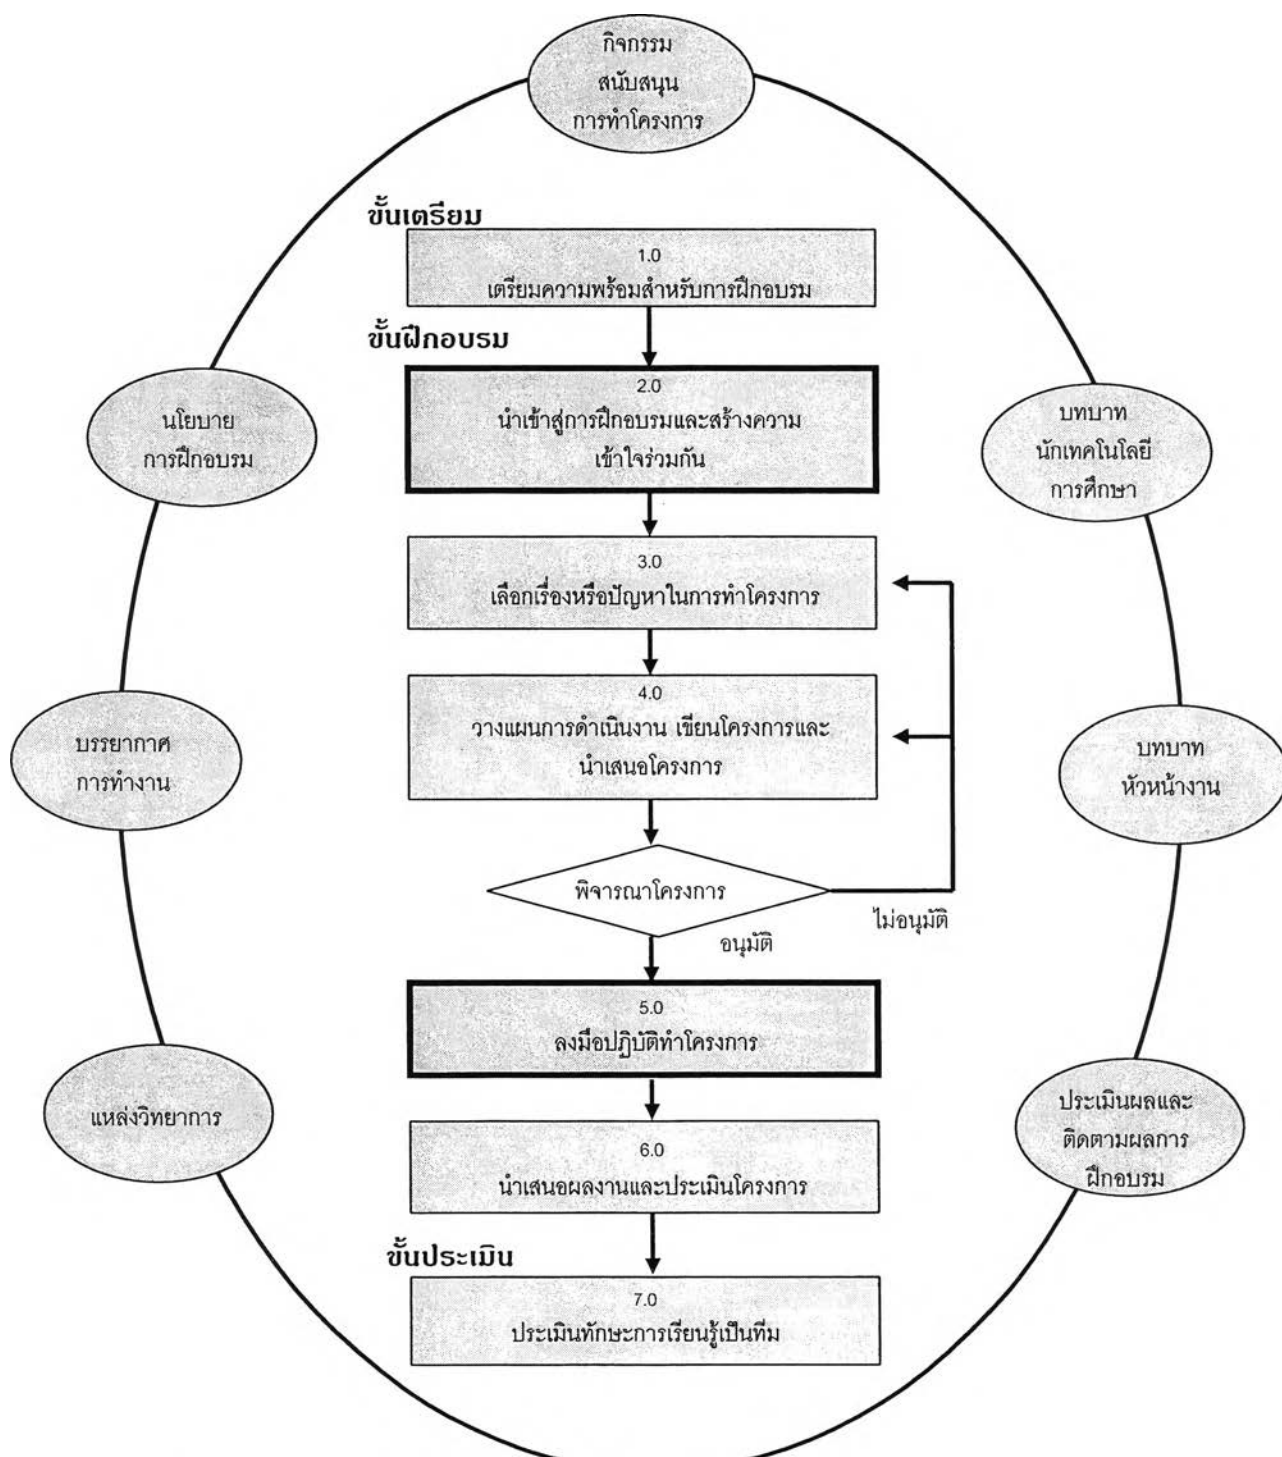 กิจกรรม
สนับสนุน
การทำโครงการ
ขั้นเตรียม
1.0
เตรียมความพร้อมสำหรับการฝึกอบรม
ขั้นฝึกอบรม
2.0
นำเข้าสู่การฝึกอบรมและสร้างความ
เข้าใจร่วมกัน
นโยบาย
การฝึกอบรม
บทบาท
นักเทคโนโลยี
การศึกษา
3.0
เลือกเรื่องหรือปัญหาในการทำโครงการ
4.0
วางแผนการดำเนินงาน เขียนโครงการและ
นำเสนอโครงการ
บรรยากาศ
การทำงาน
บทบาท
หัวหน้างาน
พิจารณาโครงการ
ไม่อนุมัติ
อนุมัติ
5.0
ลงมือปฏิบัติทำโครงการ
แหล่งวิทยาการ
ประเมินผลและ
ติดตามผลการ
ฝึกอบรม
6.0
นำเสนอผลงานและประเมินโครงการ
ขั้นประเมิน
7.0
ประเมินทักษะการเรียนรู้เป็นทีม